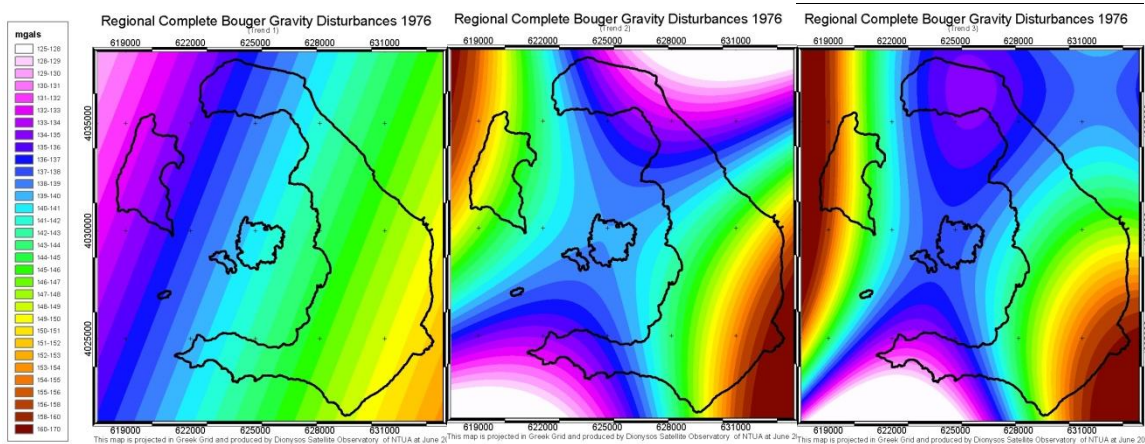 mgals
125-128
128-129
129-130
130-131
131-132
132-133
133-134
134-135
135-136
136-137
137-138
138-139
139-140
140-141
141-142
142-143
143-144
144-145
145-146
146-147
147-148
148-149
149-150
150-151
151-152
152-153
153-154
154-155
155-156
156-158
158-160
160-170
Regional Complete Bouger Gravity Disturbances 1976
(Trend 1)
619000 622000 625000 628000 631000
4035000
4030000
4025000
619000 622000 625000 628000 631000
This map is projected in Greek Grid and produced by Dionysos Satellite Observatory of NTUA at June
Regional Complete Bouger Gravity Disturbances 1976
(Trend 2)
619000 622000 625000 628000 631000
4035000
4030000
4025000
619000 622000 625000 628000 631000
This map is projected in Greek Grid and produced by Dionysos Satellite Observatory of NTUA at June
Regional Complete Bouger Gravity Disturbances 1976
(Trend 3)
619000 622000 625000 628000 631000
4035000
4030000
4025000
619000 622000 625000 628000 631000
This map is projected in Greek Grid and produced by Dionysos Satellite Observatory of NTUA at June